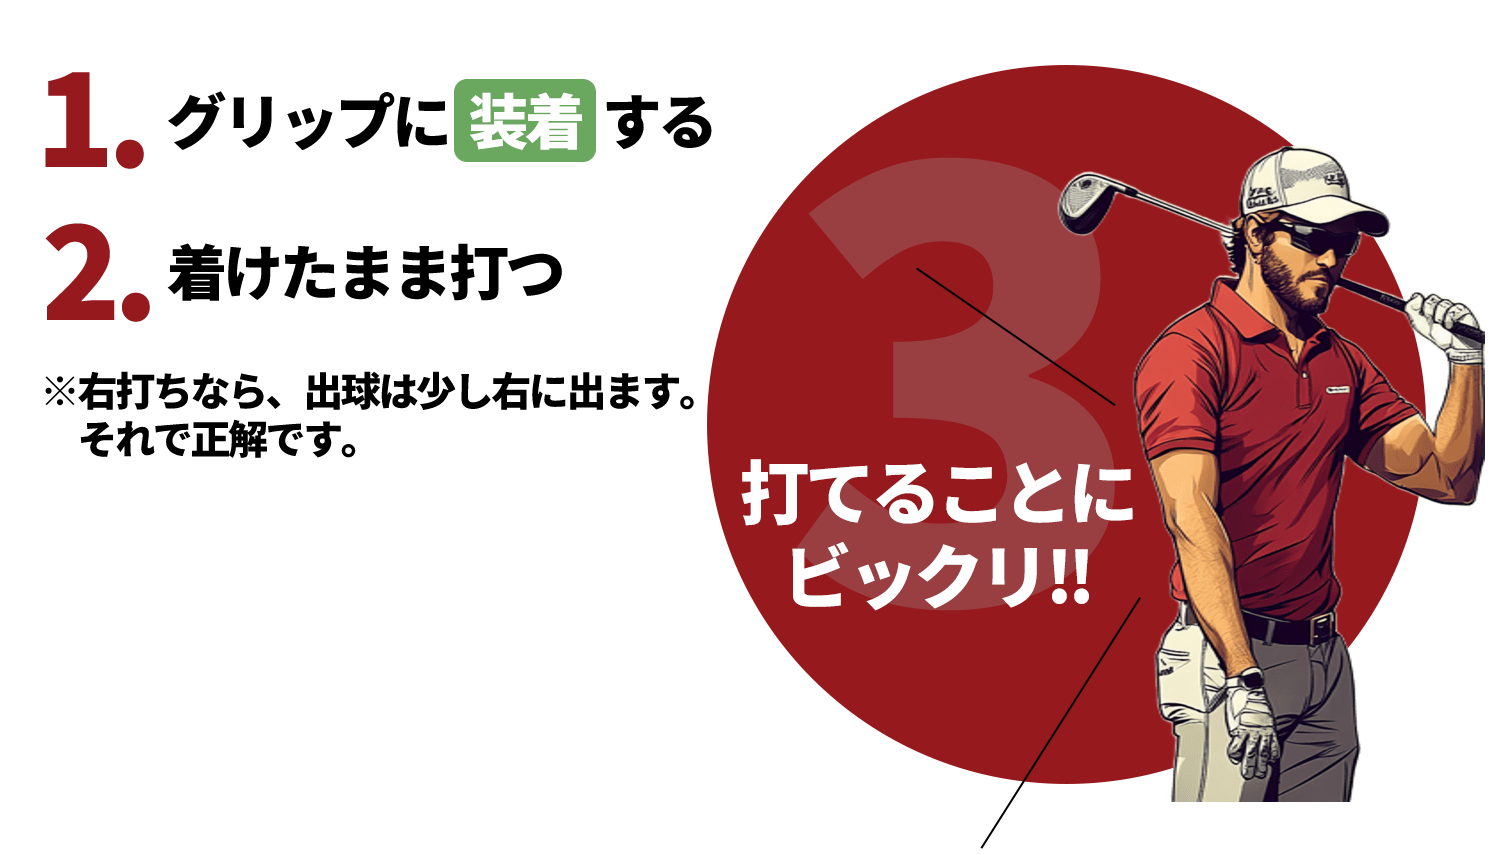 1. グリップに装着する
2. 着けたまま打つ
※右打ちなら、出球は少し右に出ます。
それで正解です。
3
打てることに
ビックリ!!